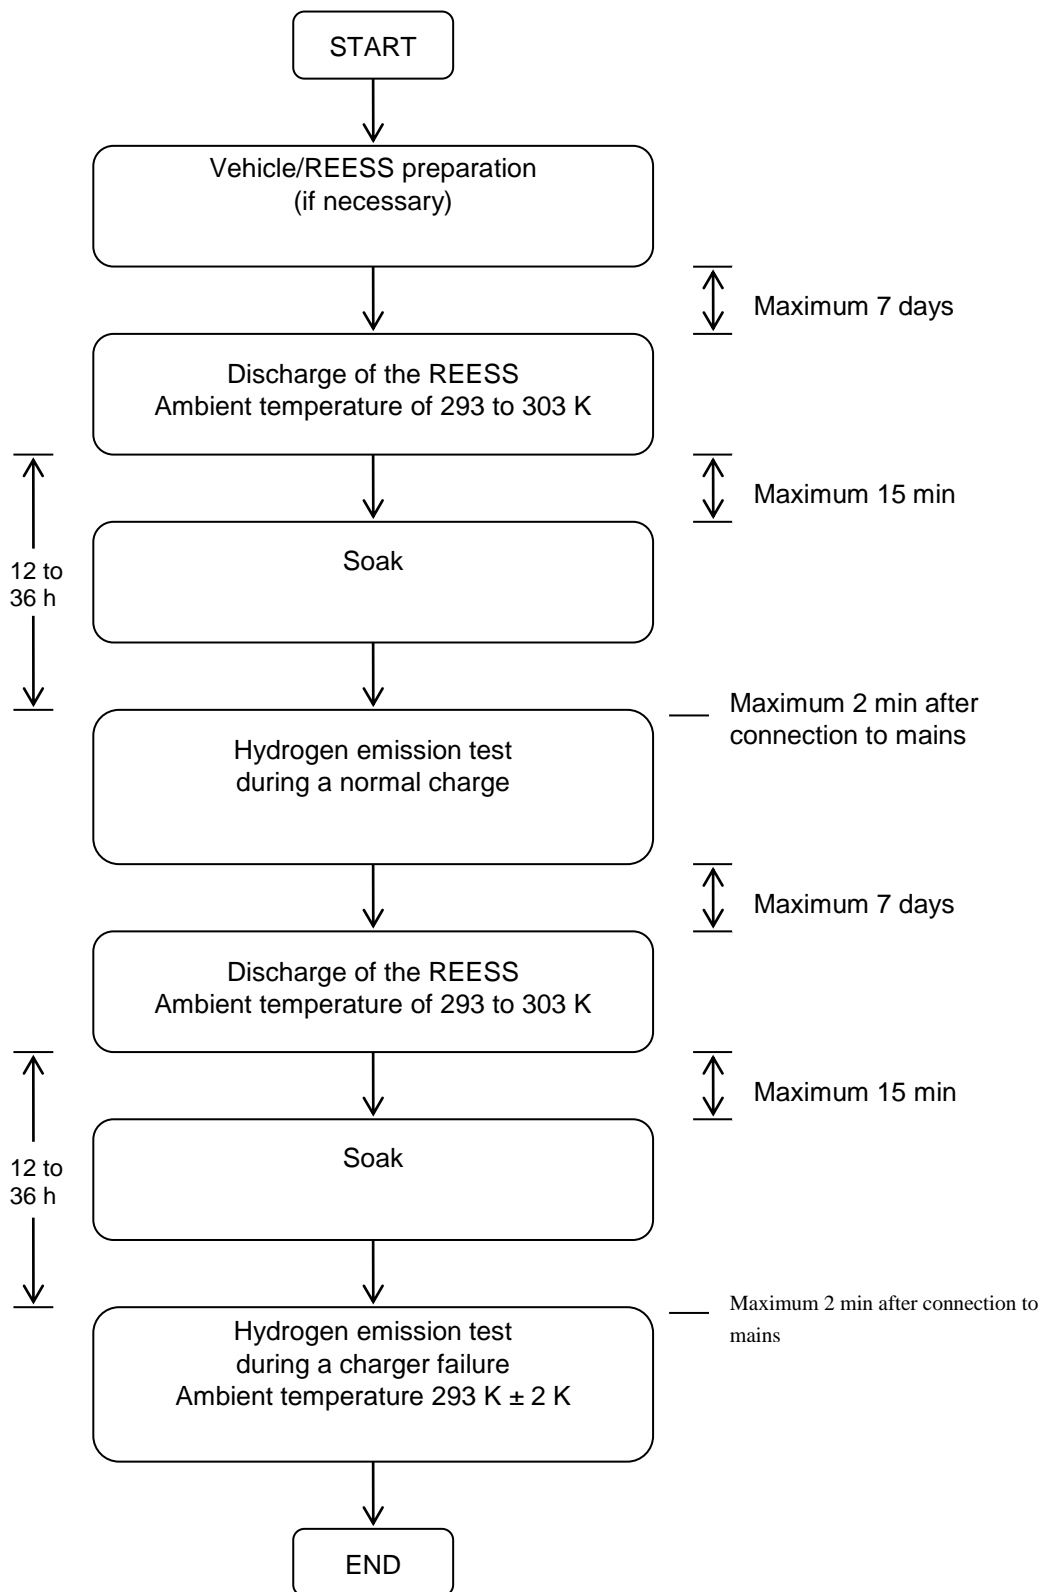 START
Vehicle/REESS preparation
(if necessary)
Maximum 7 days
Discharge of the REESS
Ambient temperature of 293 to 303 K
Maximum 15 min
12 to
36 h
Soak
Maximum 2 min after
connection to mains
Hydrogen emission test
during a normal charge
Maximum 7 days
Discharge of the REESS
Ambient temperature of 293 to 303 K
Maximum 15 min
12 to
36 h
Soak
Maximum 2 min after connection to
mains
Hydrogen emission test
during a charger failure
Ambient temperature 293 K ± 2 K
END